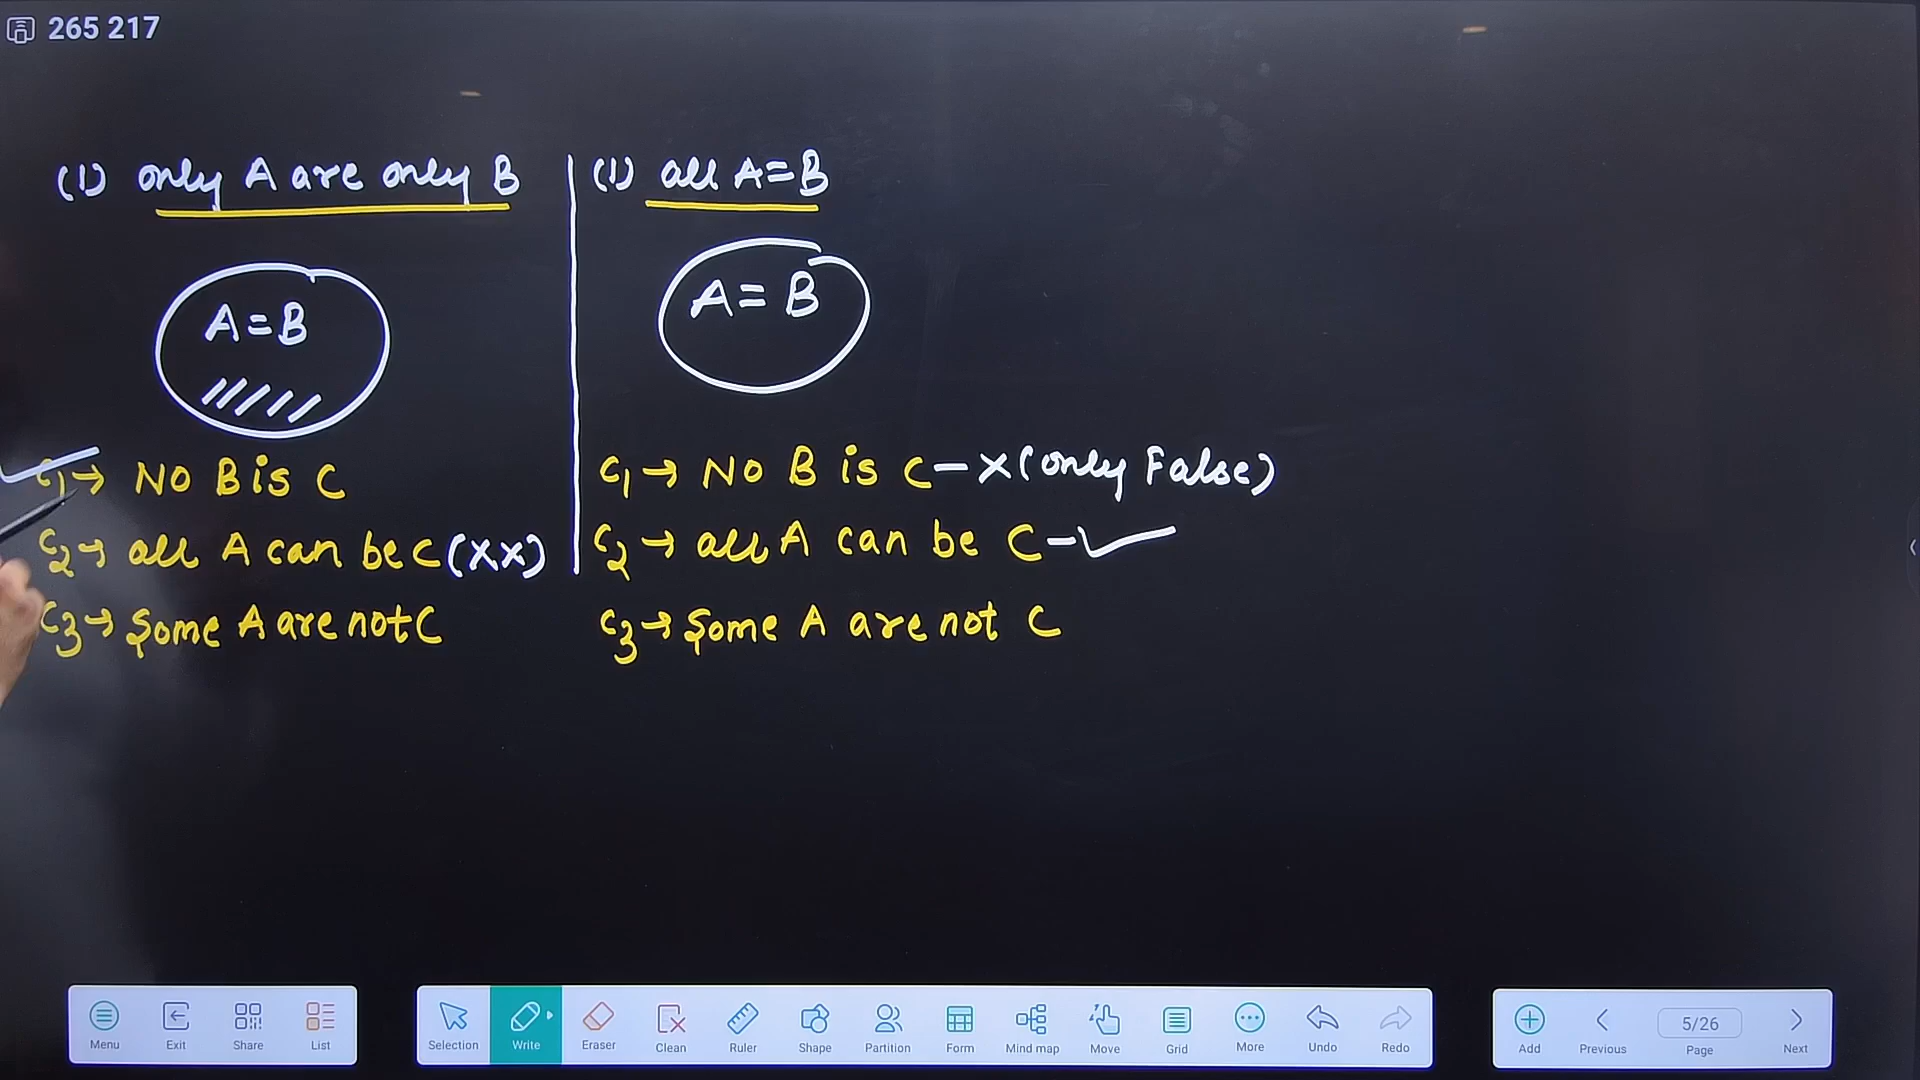 265 217
(1) only A are only B
A=B
C1→ No B is C
C2→ all A can be C (XX)
C3→ Some A are not C
(1) all A=B
A=B
C1→ No B is C - X (only False)
C2→ all A can be C - ✓
C3→ Some A are not C
Menu Exit Share List
Selection Write Eraser Clean Ruler Shape Partition Form Mind map Move Grid More Undo Redo
Add Previous 5/26 Page Next